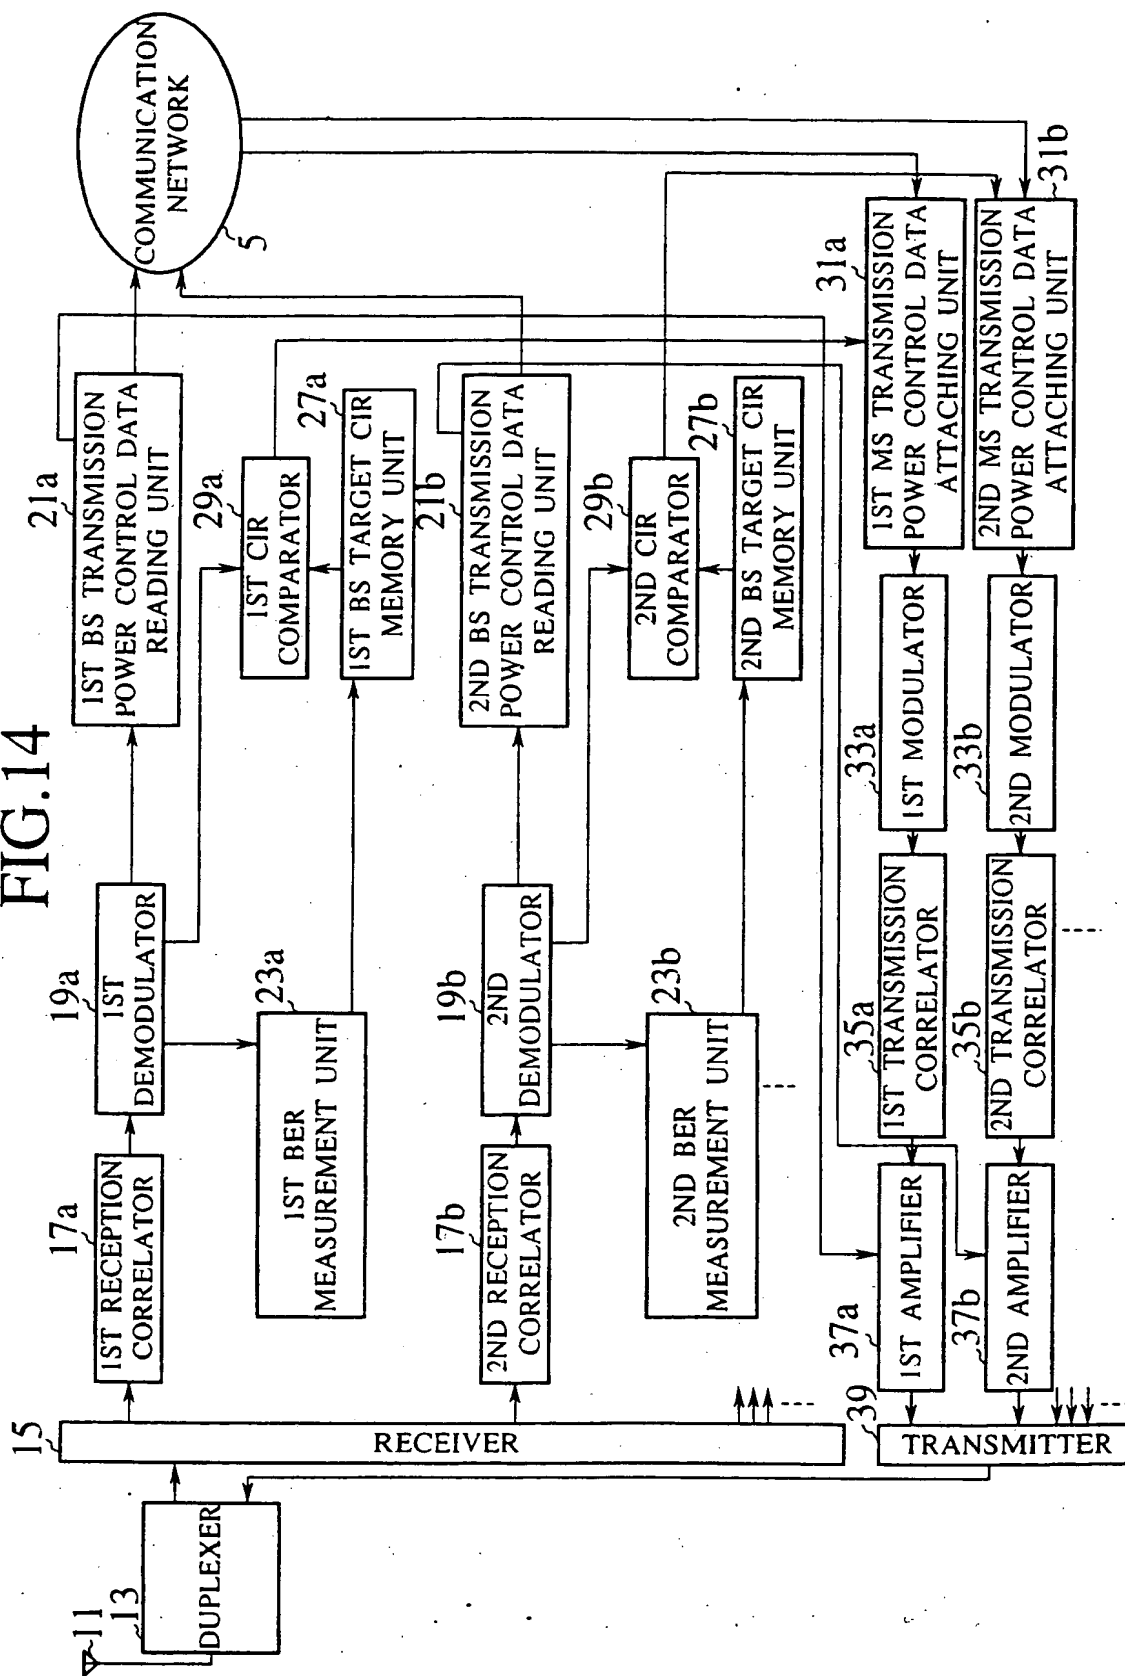 FIG.14
11
13
DUPLEXER
15
RECEIVER
17a
1ST RECEPTION
CORRELATOR
19a
1ST
DEMODULATOR
21a
1ST BS TRANSMISSION
POWER CONTROL DATA
READING UNIT
COMMUNICATION
NETWORK
5
23a
1ST BER
MEASUREMENT UNIT
29a
1ST CIR
COMPARATOR
27a
1ST BS TARGET CIR
MEMORY UNIT
17b
2ND RECEPTION
CORRELATOR
19b
2ND
DEMODULATOR
21b
2ND BS TRANSMISSION
POWER CONTROL DATA
READING UNIT
23b
2ND BER
MEASUREMENT UNIT
29b
2ND CIR
COMPARATOR
27b
2ND BS TARGET CIR
MEMORY UNIT
39
TRANSMITTER
37a
1ST AMPLIFIER
35a
1ST TRANSMISSION
CORRELATOR
33a
1ST MODULATOR
31a
1ST MS TRANSMISSION
POWER CONTROL DATA
ATTACHING UNIT
37b
2ND AMPLIFIER
35b
2ND TRANSMISSION
CORRELATOR
33b
2ND MODULATOR
31b
2ND MS TRANSMISSION
POWER CONTROL DATA
ATTACHING UNIT